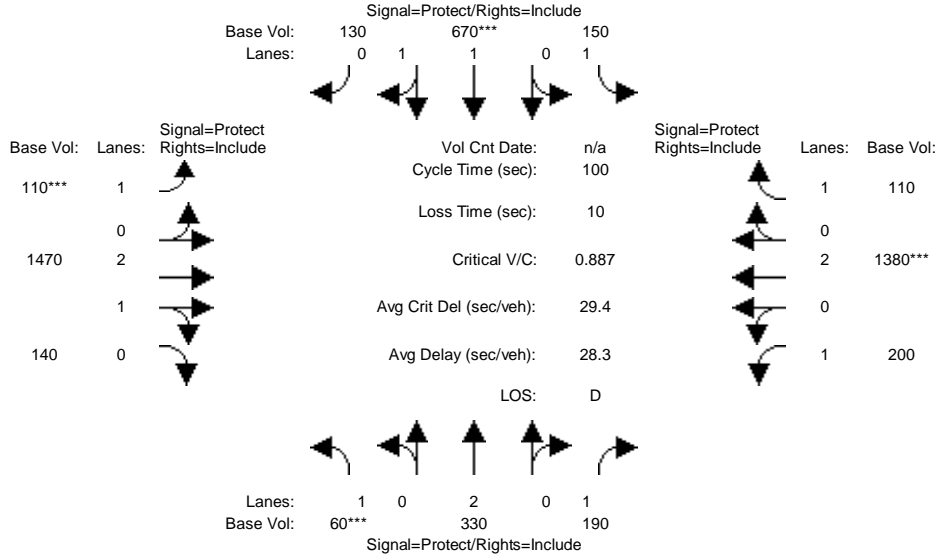 Signal=Protect/Rights=Include
Base Vol: 130 670*** 150
Lanes: 0 1 1 0 1
Signal=Protect Signal=Protect
Base Vol: Lanes: Rights=Include Vol Cnt Date: n/a Rights=Include Lanes: Base Vol:
Cycle Time (sec): 100
110*** 1 1 110
Loss Time (sec): 10
0 0
1470 2 Critical V/C: 0.887 2 1380***
1 Avg Crit Del (sec/veh): 29.4 0
140 0 Avg Delay (sec/veh): 28.3 1 200
LOS: D
Lanes: 1 0 2 0 1
Base Vol: 60*** 330 190
Signal=Protect/Rights=Include